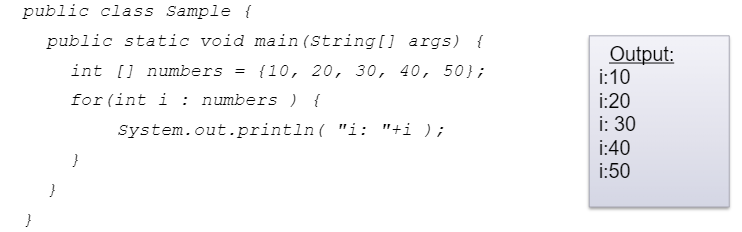 public class Sample {
public static void main(String[] args) {
int [] numbers = {10, 20, 30, 40, 50};
for(int i : numbers ) {
System.out.println( "i: "+i );
}
}
}
Output:
i:10
i:20
i: 30
i:40
i:50